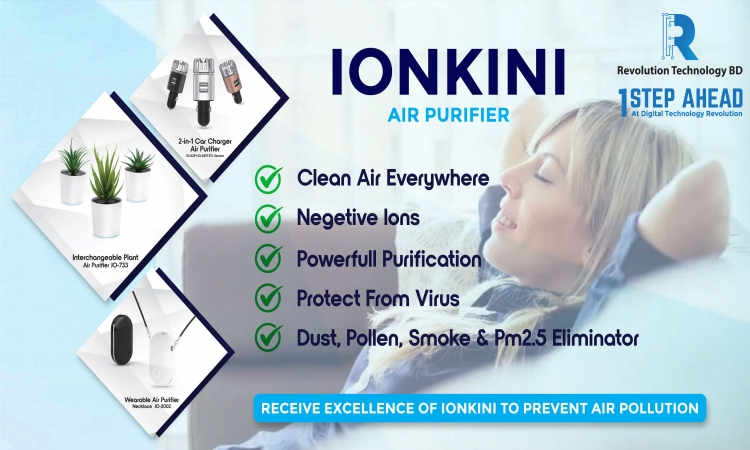 IONKINI
AIR PURIFIER
Revolution Technology BD
1 STEP AHEAD
At Digital Technology Revolution
2-in-1 Car Charger
Air Purifier
Interchangeable Plant
Air Purifier JO-733
Wearable Air Purifier
Necklace JO-2002
Clean Air Everywhere
Negetive Ions
Powerfull Purification
Protect From Virus
Dust, Pollen, Smoke & Pm2.5 Eliminator
RECEIVE EXCELLENCE OF IONKINI TO PREVENT AIR POLLUTION